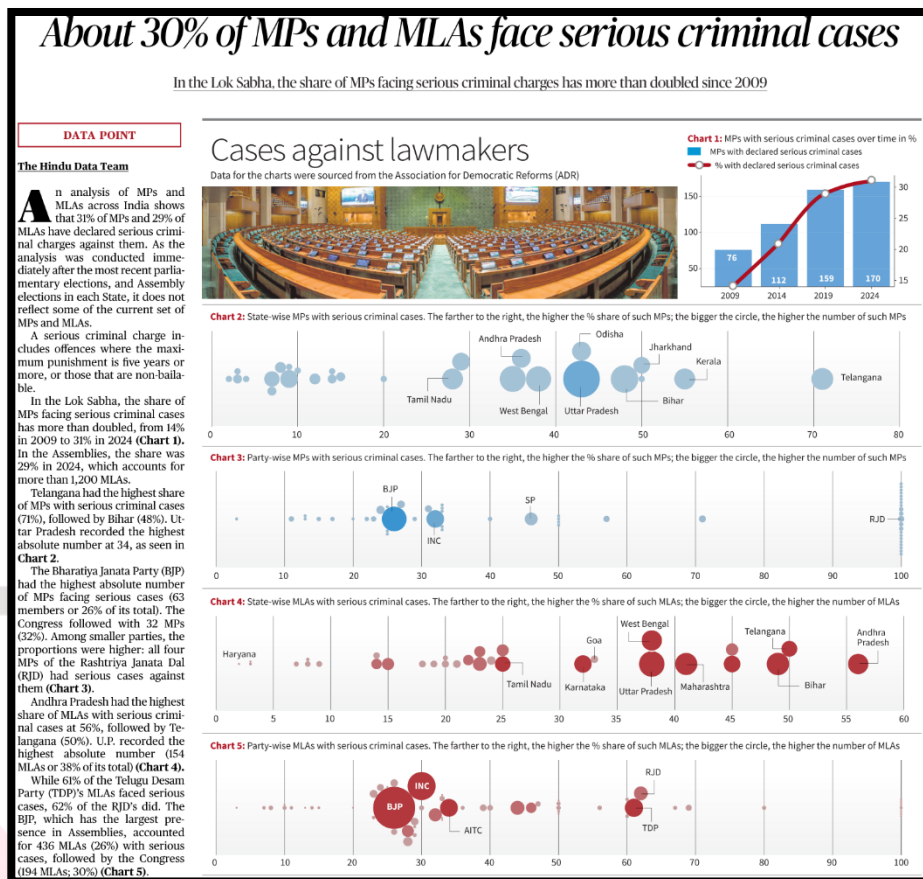 About 30% of MPs and MLAs face serious criminal cases
In the Lok Sabha, the share of MPs facing serious criminal charges has more than doubled since 2009
DATA POINT
The Hindu Data Team
An analysis of MPs and
MLAs across India shows
that 31% of MPs and 29% of
MLAs have declared serious crimi-
nal charges against them. As the
analysis was conducted imme-
diately after the most recent parlia-
mentary elections, and Assembly
elections in each State, it does not
reflect some of the current set of
MPs and MLAs.
A serious criminal charge in-
cludes offences where the maxi-
mum punishment is five years or
more, or those that are non-baila-
ble.
In the Lok Sabha, the share of
MPs facing serious criminal cases
has more than doubled, from 14%
in 2009 to 31% in 2024 (Chart 1).
In the Assemblies, the share was
29% in 2024, which accounts for
more than 1,200 MLAs.
Telangana had the highest share
of MPs with serious criminal cases
(71%), followed by Bihar (48%). Ut-
tar Pradesh recorded the highest
absolute number at 34, as seen in
Chart 2.
The Bharatiya Janata Party (BJP)
had the highest absolute number
of MPs facing serious cases (63
members or 26% of its total). The
Congress followed with 32 MPs
(32%). Among smaller parties, the
proportions were higher: all four
MPs of the Rashtriya Janata Dal
(RJD) had serious cases against
them (Chart 3).
Andhra Pradesh had the highest
share of MLAs with serious crimi-
nal cases at 56%, followed by Te-
langana (50%). U.P. recorded the
highest absolute number (154
MLAs or 38% of its total) (Chart 4).
While 61% of the Telugu Desam
Party (TDP)'s MLAs faced serious
cases, 62% of the RJD's did. The
BJP, which has the largest pre-
sence in Assemblies, accounted
for 436 MLAs (26%) with serious
cases, followed by the Congress
(194 MLAs; 30%) (Chart 5).
Cases against lawmakers
Data for the charts were sourced from the Association for Democratic Reforms (ADR)
Chart 1: MPs with serious criminal cases over time in %
MPs with declared serious criminal cases
% with declared serious criminal cases
150
100
50
30
20
15
76
112
159
170
2009 2014 2019 2024
Chart 2: State-wise MPs with serious criminal cases. The farther to the right, the higher the % share of such MPs; the bigger the circle, the higher the number of such MPs
Odisha
Andhra Pradesh
Jharkhand
Kerala
Telangana
Tamil Nadu
West Bengal
Uttar Pradesh
Bihar
0 10 20 30 40 50 60 70 80
Chart 3: Party-wise MPs with serious criminal cases. The farther to the right, the higher the % share of such MPs; the bigger the circle, the higher the number of such MPs
BJP
SP
INC
RJD
0 10 20 30 40 50 60 70 80 90 100
Chart 4: State-wise MLAs with serious criminal cases. The farther to the right, the higher the % share of such MLAs; the bigger the circle, the higher the number of MLAs
West Bengal
Goa
Telangana
Andhra
Pradesh
Haryana
Tamil Nadu
Karnataka
Uttar Pradesh
Maharashtra
Bihar
0 5 10 15 20 25 30 35 40 45 50 55 60
Chart 5: Party-wise MLAs with serious criminal cases. The farther to the right, the higher the % share of such MLAs; the bigger the circle, the higher the number of MLAs
INC
RJD
BJP
AITC
TDP
0 10 20 30 40 50 60 70 80 90 100